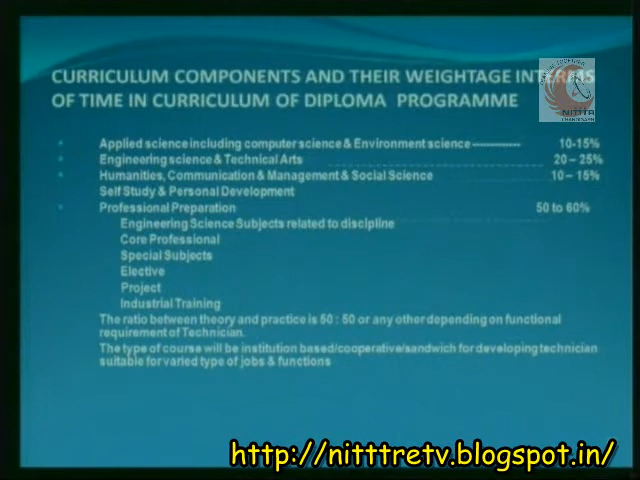 CURRICULUM COMPONENTS AND THEIR WEIGHTAGE INTERMS
OF TIME IN CURRICULUM OF DIPLOMA PROGRAMME
NITTTR
CHANDIGARH
Applied science including computer science & Environment science ------------- 10-15%
Engineering science & Technical Arts 20 – 25%
Humanities, Communication & Management & Social Science 10 – 15%
Self Study & Personal Development
Professional Preparation 50 to 60%
Engineering Science Subjects related to discipline
Core Professional
Special Subjects
Elective
Project
Industrial Training
The ratio between theory and practice is 50 : 50 or any other depending on functional
requirement of Technician.
The type of course will be institution based/cooperative/sandwich for developing technician
suitable for varied type of jobs & functions
http://nitttretv.blogspot.in/